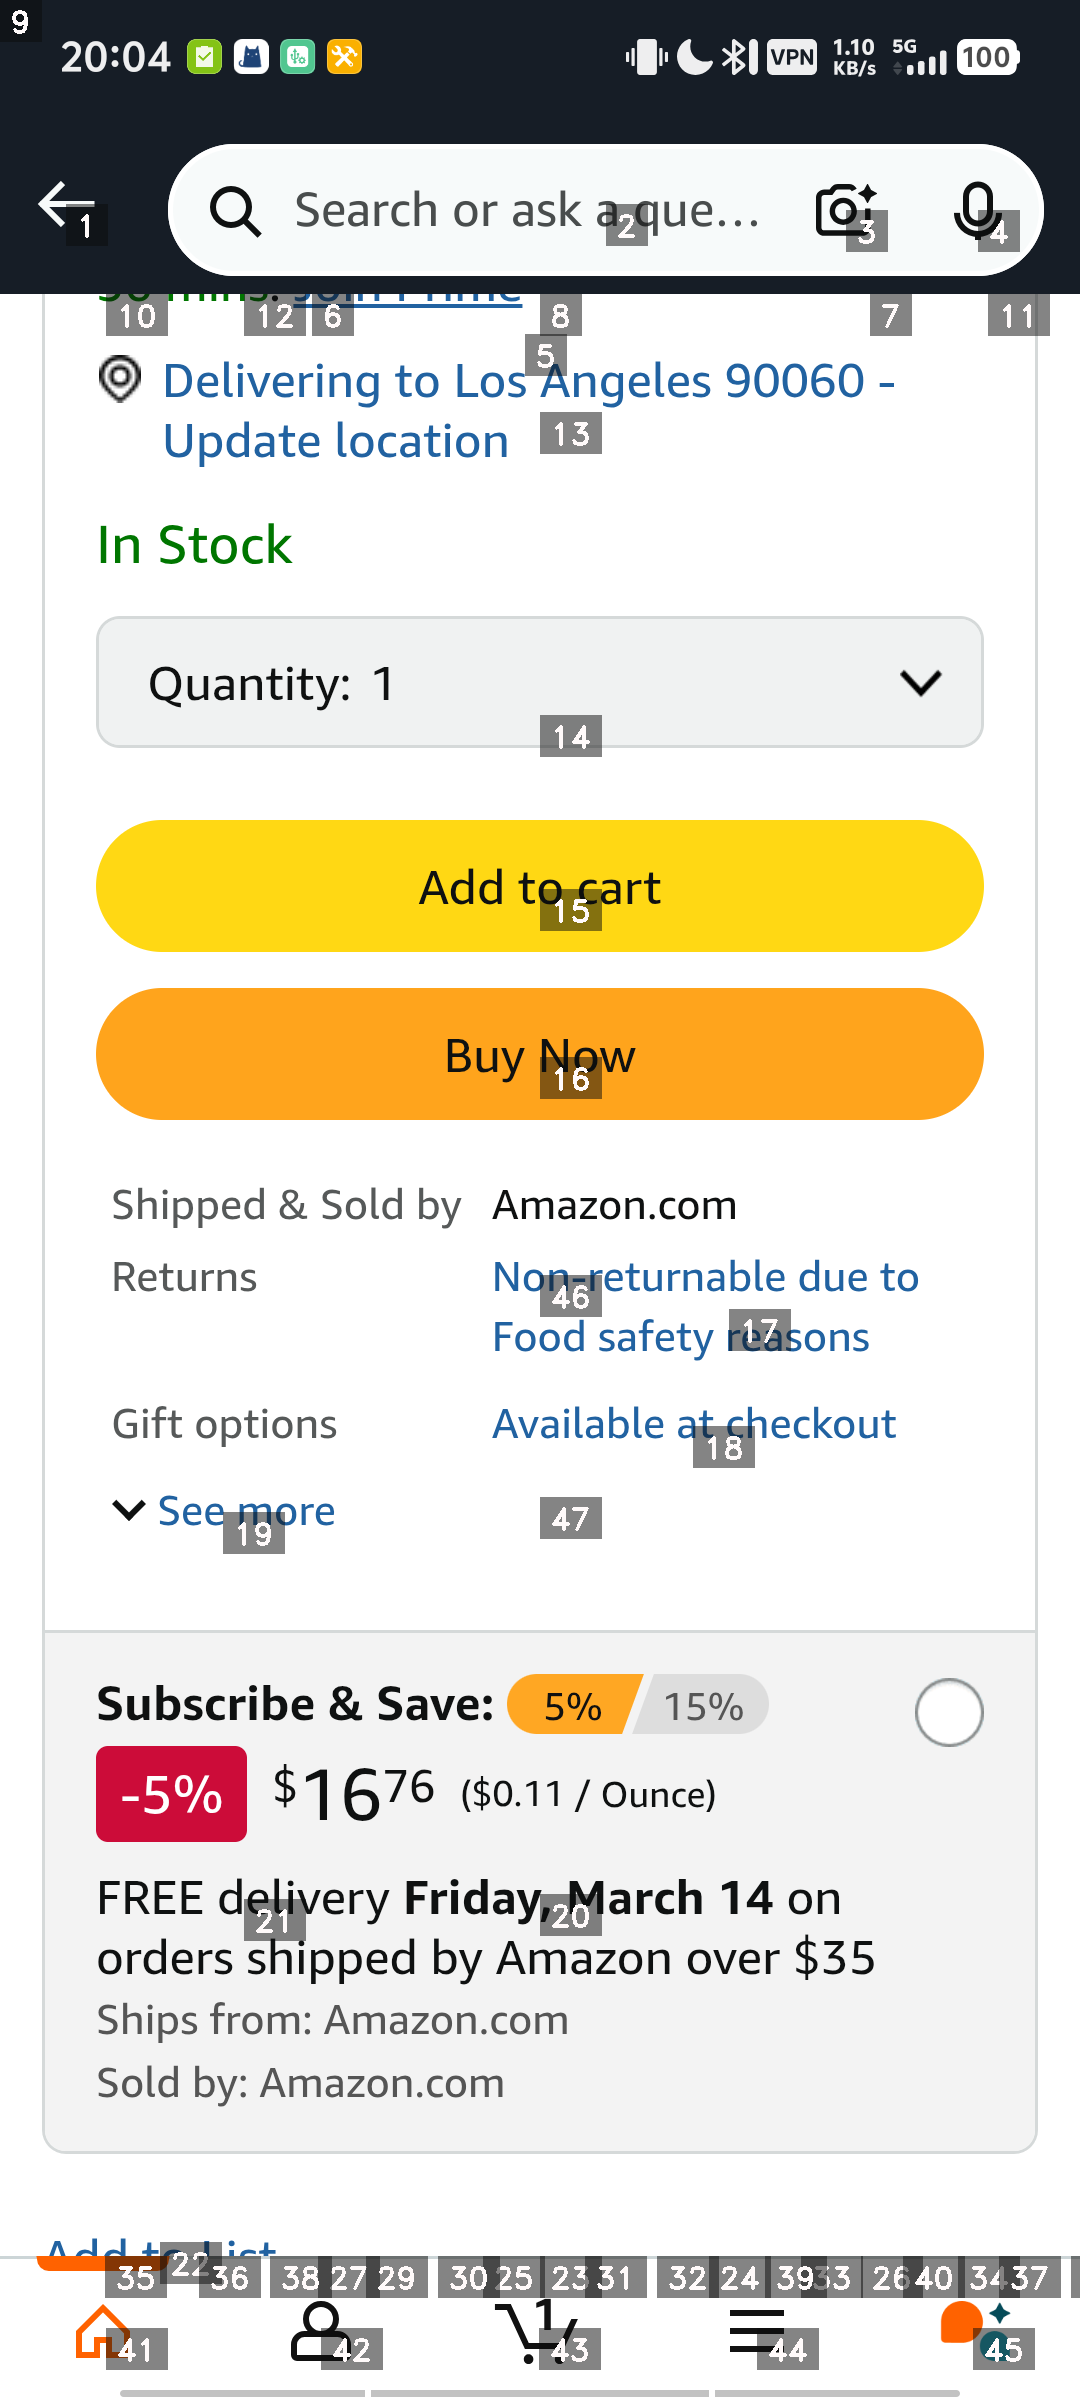 20:04
VPN
1.10
KB/s
5G
100
Search or ask a que...
Join Prime
Delivering to Los Angeles 90060 -
Update location
In Stock
Quantity: 1
Add to cart
Buy Now
Shipped & Sold by Amazon.com
Returns Non-returnable due to
Food safety reasons
Gift options Available at checkout
See more
Subscribe & Save: 5% 15%
-5% $16 76 ($0.11 / Ounce)
FREE delivery Friday, March 14 on
orders shipped by Amazon over $35
Ships from: Amazon.com
Sold by: Amazon.com
Add to List
1
9
1
2
3
4
10
12
6
8
7
11
5
13
14
15
16
46
17
18
19
47
21
20
35
22
36
38
27
29
30
25
23
31
32
24
39
33
26
40
34
37
41
42
43
44
45